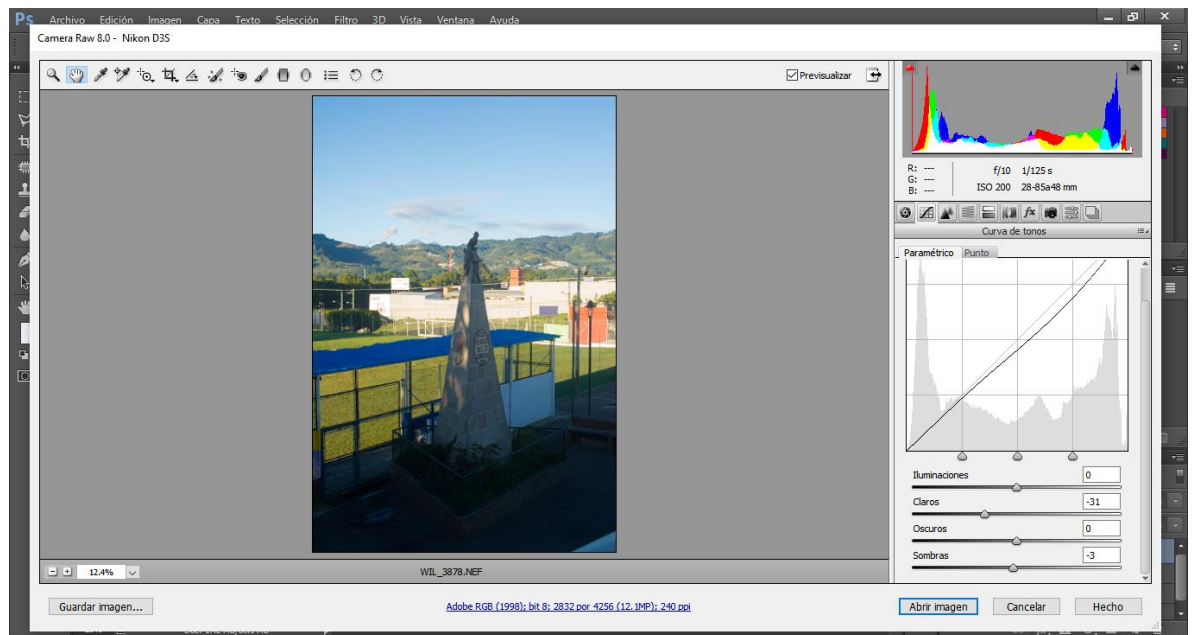 Ps Archivo Edición Imagen Capa Texto Selección Filtro 3D Vista Ventana Ayuda
Camera Raw 8.0 - Nikon D3S
Previsualizar
R: ---
G: ---
B: ---
f/10 1/125 s
ISO 200 28-85a48 mm
fx
Curva de tonos
Paramétrico Punto
Iluminaciones 0
Claros -31
Oscuros 0
Sombras -3
12.4%
WIL_3878.NEF
Guardar imagen...
Adobe RGB (1998); bit 8; 2832 por 4256 (12.1MP); 240 ppi
Abrir imagen Cancelar Hecho